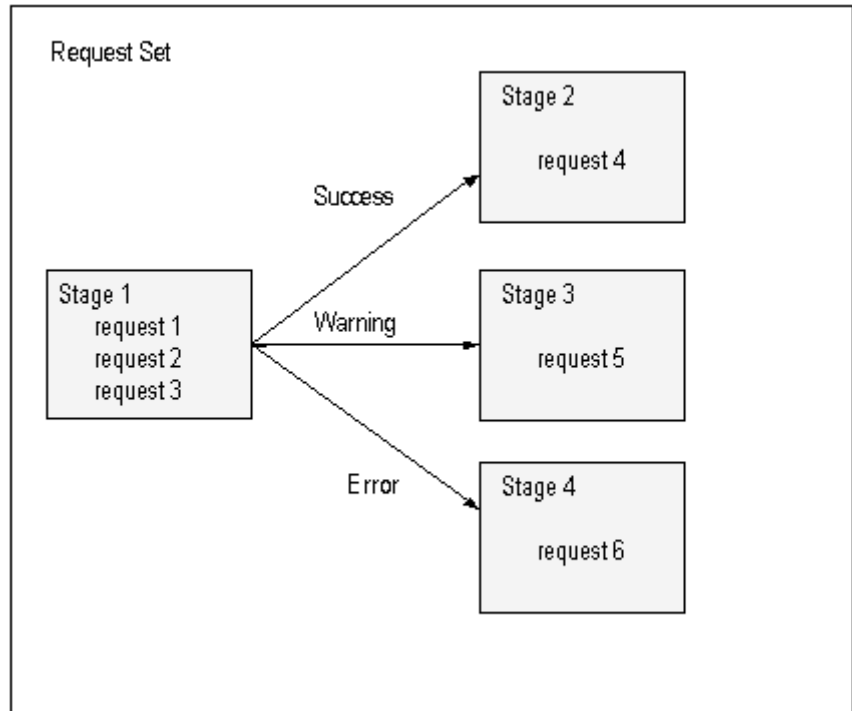 Request Set
Stage 1
request 1
request 2
request 3
Success
Warning
Error
Stage 2
request 4
Stage 3
request 5
Stage 4
request 6